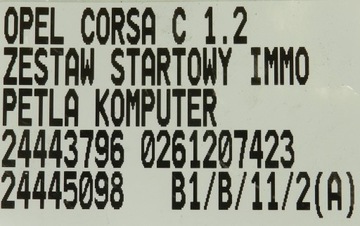 OPEL CORSA C 1.2
ZESTAW STARTOWY IMMO
PETLA KOMPUTER
24443796 0261207423
24445098 B1/B/11/2(A)